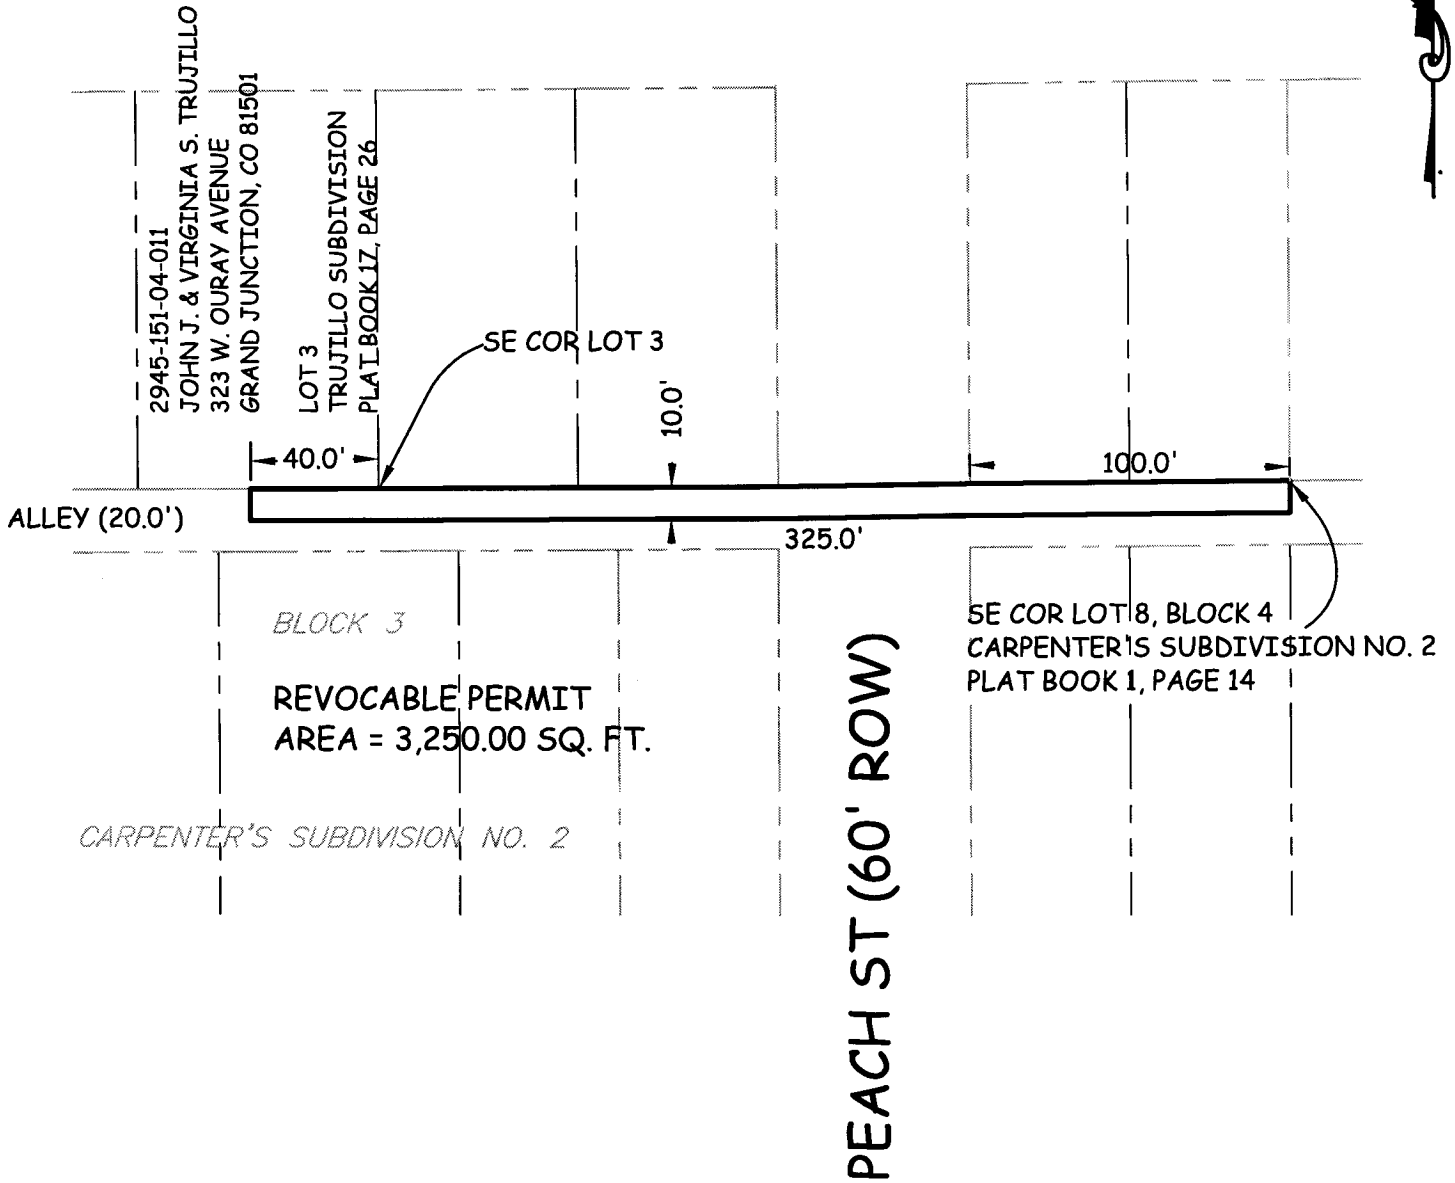 2945-151-04-011
JOHN J. & VIRGINIA S. TRUJILLO
323 W. OURAY AVENUE
GRAND JUNCTION, CO 81501
LOT 3
TRUJILLO SUBDIVISION
PLAT BOOK 17, PAGE 26
SE COR LOT 3
10.0'
40.0'
100.0'
ALLEY (20.0')
325.0'
BLOCK 3
SE COR LOT 8, BLOCK 4
CARPENTER'S SUBDIVISION NO. 2
PLAT BOOK 1, PAGE 14
REVOCABLE PERMIT
AREA = 3,250.00 SQ. FT.
CARPENTER'S SUBDIVISION NO. 2
PEACH ST (60' ROW)